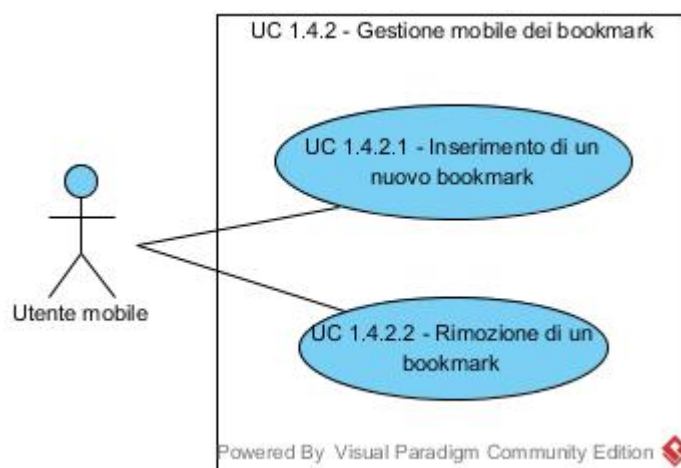 UC 1.4.2 - Gestione mobile dei bookmark
UC 1.4.2.1 - Inserimento di un
nuovo bookmark
Utente mobile
UC 1.4.2.2 - Rimozione di un
bookmark
Powered By Visual Paradigm Community Edition